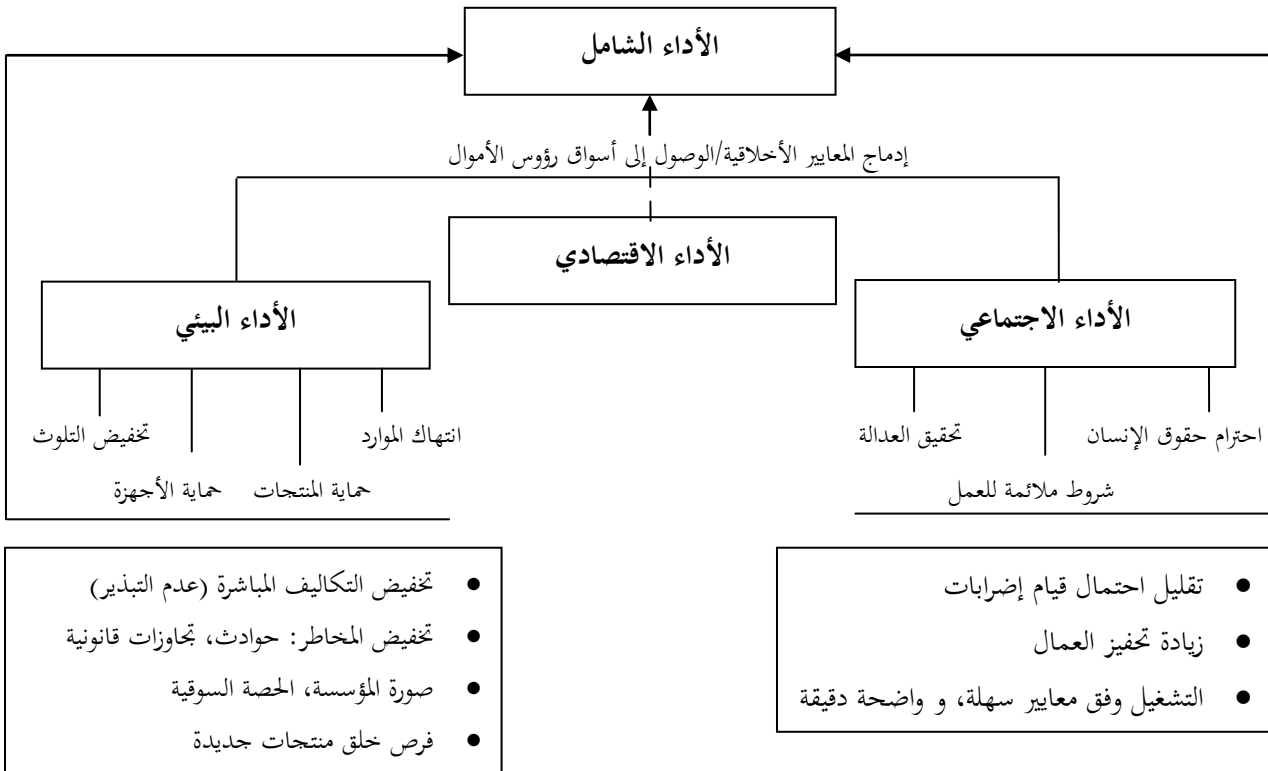 الأداء الشامل
إدماج المعايير الأخلاقية/الوصول إلى أسواق رؤوس الأموال
الأداء الاقتصادي
الأداء الاجتماعي
الأداء البيئي
احترام حقوق الإنسان
تحقيق العدالة
شروط ملائمة للعمل
انتهاك الموارد
تخفيض التلوث
حماية المنتجات
حماية الأجهزة
● تقليل احتمال قيام إضرابات
● زيادة تحفيز العمال
● التشغيل وفق معايير سهلة، و واضحة دقيقة
● تخفيض التكاليف المباشرة (عدم التبذير)
● تخفيض المخاطر: حوادث، تجاوزات قانونية
● صورة المؤسسة، الحصة السوقية
● فرص خلق منتجات جديدة